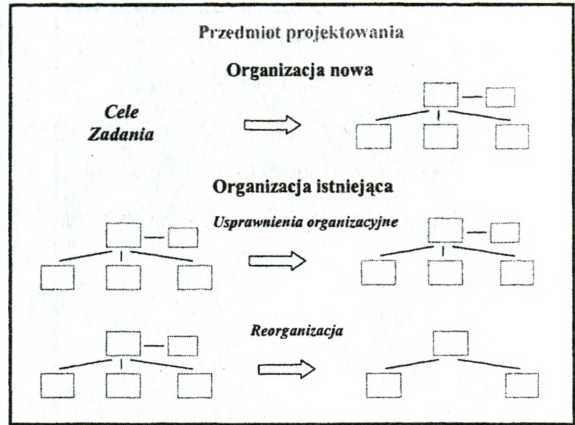 Przedmiot projektowania
Organizacja nowa
Cele
Zadania
Organizacja istniejąca
Usprawnienia organizacyjne
Reorganizacja